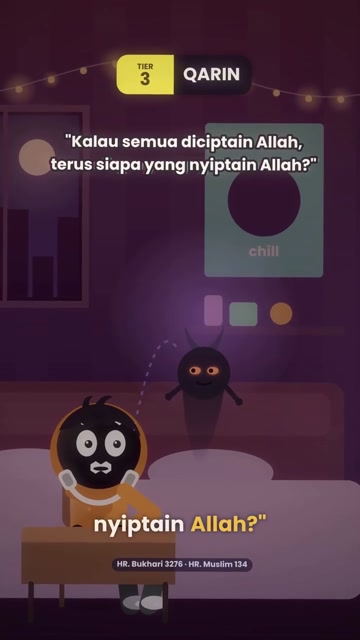 TIER
3
QARIN
"Kalau semua diciptain Allah,
terus siapa yang nyiptain Allah?"
chill
nyiptain Allah?"
HR. Bukhari 3276 · HR. Muslim 134